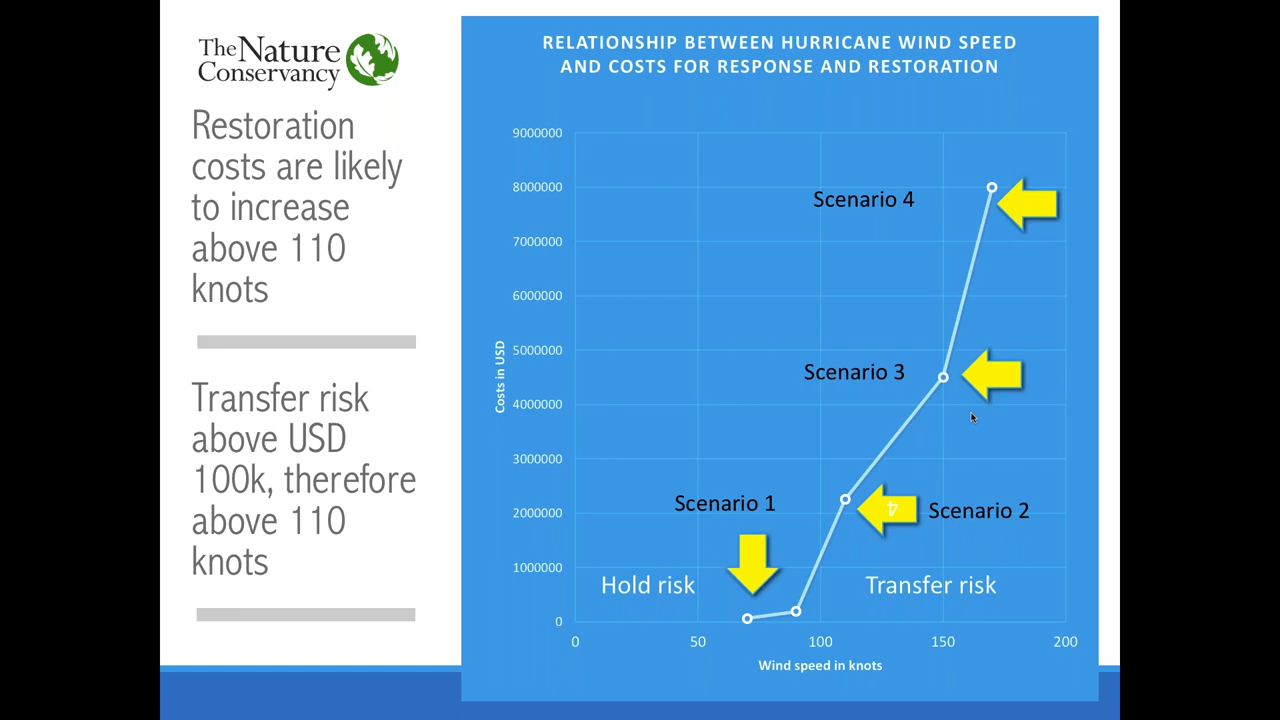 The Nature
Conservancy
Restoration
costs are likely
to increase
above 110
knots
Transfer risk
above USD
100k, therefore
above 110
knots
RELATIONSHIP BETWEEN HURRICANE WIND SPEED
AND COSTS FOR RESPONSE AND RESTORATION
9000000
8000000
7000000
6000000
5000000
4000000
3000000
2000000
1000000
0
Costs in USD
Scenario 4
Scenario 3
Scenario 1
4
Scenario 2
Hold risk
Transfer risk
0 50 100 150 200
Wind speed in knots